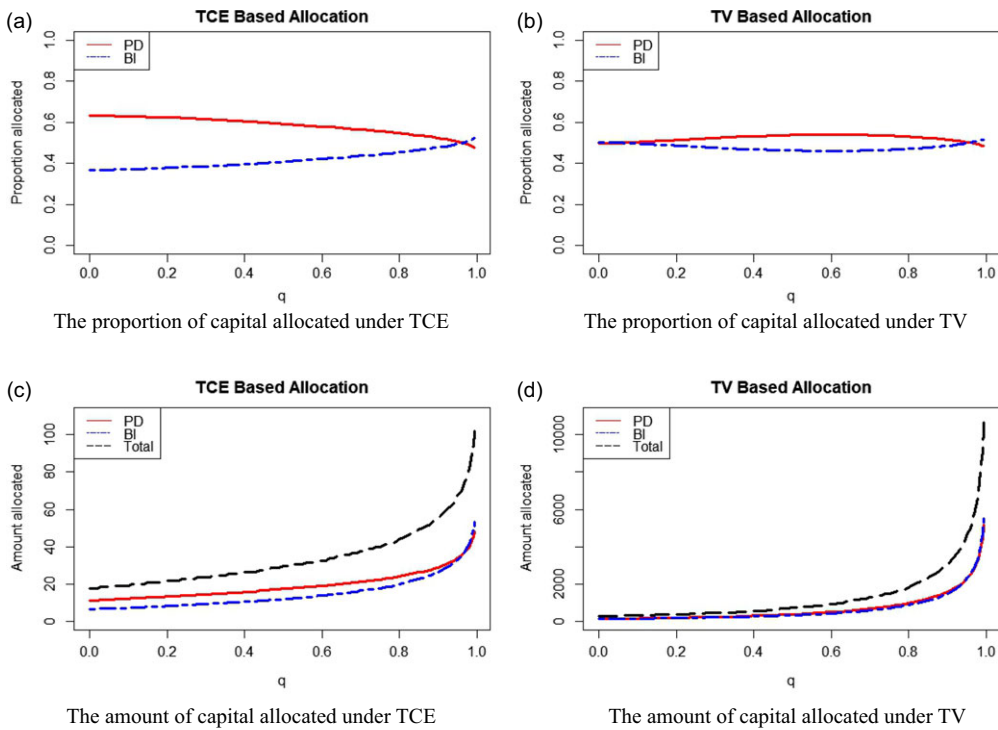 (a)
TCE Based Allocation
PD
BI
Proportion allocated
0.0 0.2 0.4 0.6 0.8 1.0
0.0 0.2 0.4 0.6 0.8 1.0
q
The proportion of capital allocated under TCE
(b)
TV Based Allocation
PD
BI
Proportion allocated
0.0 0.2 0.4 0.6 0.8 1.0
0.0 0.2 0.4 0.6 0.8 1.0
q
The proportion of capital allocated under TV
(c)
TCE Based Allocation
PD
BI
Total
Amount allocated
0 20 40 60 80 100
0.0 0.2 0.4 0.6 0.8 1.0
q
The amount of capital allocated under TCE
(d)
TV Based Allocation
PD
BI
Total
Amount allocated
0 2000 6000 10000
0.0 0.2 0.4 0.6 0.8 1.0
q
The amount of capital allocated under TV